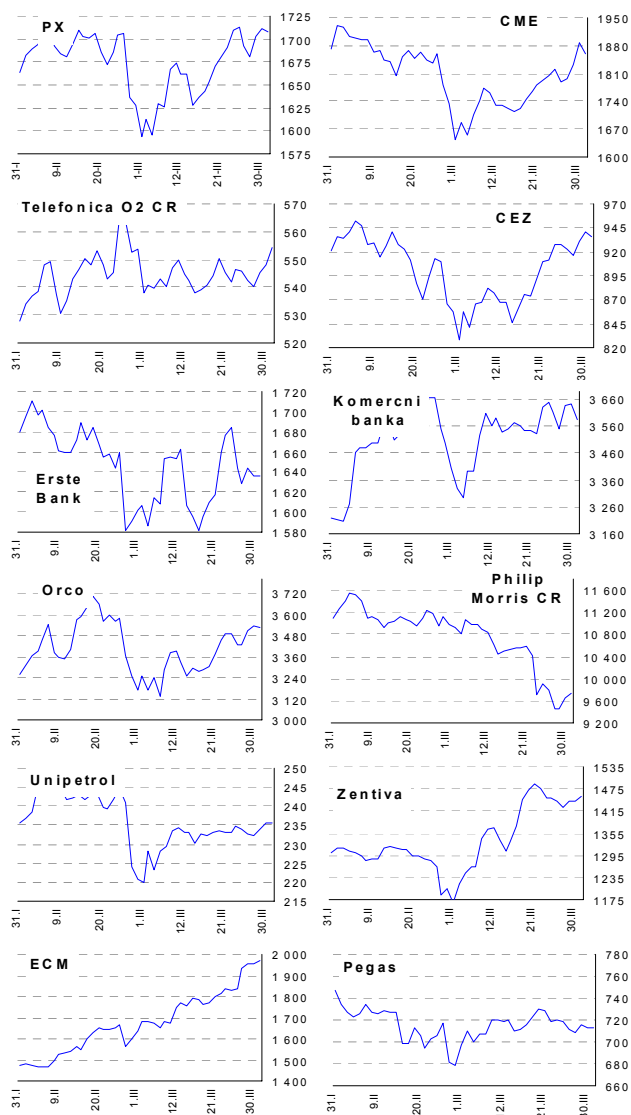 PX
1725
1700
1675
1650
1625
1600
1575
31-I
9-II
20-II
1-III
12-III
21-III
30-III
CME
1950
1880
1810
1740
1670
1600
31.I
9.II
20.II
1.III
12.III
21.III
30.III
Telefonica O2 CR
570
560
550
540
530
520
31.I
9.II
20.II
1.III
12.III
21.III
30.III
CEZ
970
945
920
895
870
845
820
31.I
9.II
20.II
1.III
12.III
21.III
30.III
Erste
Bank
1 720
1 700
1 680
1 660
1 640
1 620
1 600
1 580
31.I
9.II
20.II
1.III
12.III
21.III
30.III
Komercni
banka
3 660
3 560
3 460
3 360
3 260
3 160
31.I
9.II
20.II
1.III
12.III
21.III
30.III
Orco
3 720
3 600
3 480
3 360
3 240
3 120
3 000
31.I
9.II
20.II
1.III
12.III
21.III
30.III
Philip
Morris CR
11 600
11 200
10 800
10 400
10 000
9 600
9 200
31.I
9.II
20.II
1.III
12.III
21.III
30.III
Unipetrol
250
245
240
235
230
225
220
215
31.I
9.II
20.II
1.III
12.III
21.III
30.III
Zentiva
1535
1475
1415
1355
1295
1235
1175
31.I
9.II
20.II
1.III
12.III
21.III
30.III
ECM
2 000
1 900
1 800
1 700
1 600
1 500
1 400
31.I
9.II
20.II
1.III
12.III
21.III
30.III
Pegas
780
760
740
720
700
680
660
31.I
9.II
20.II
1.III
12.III
21.III
30.III